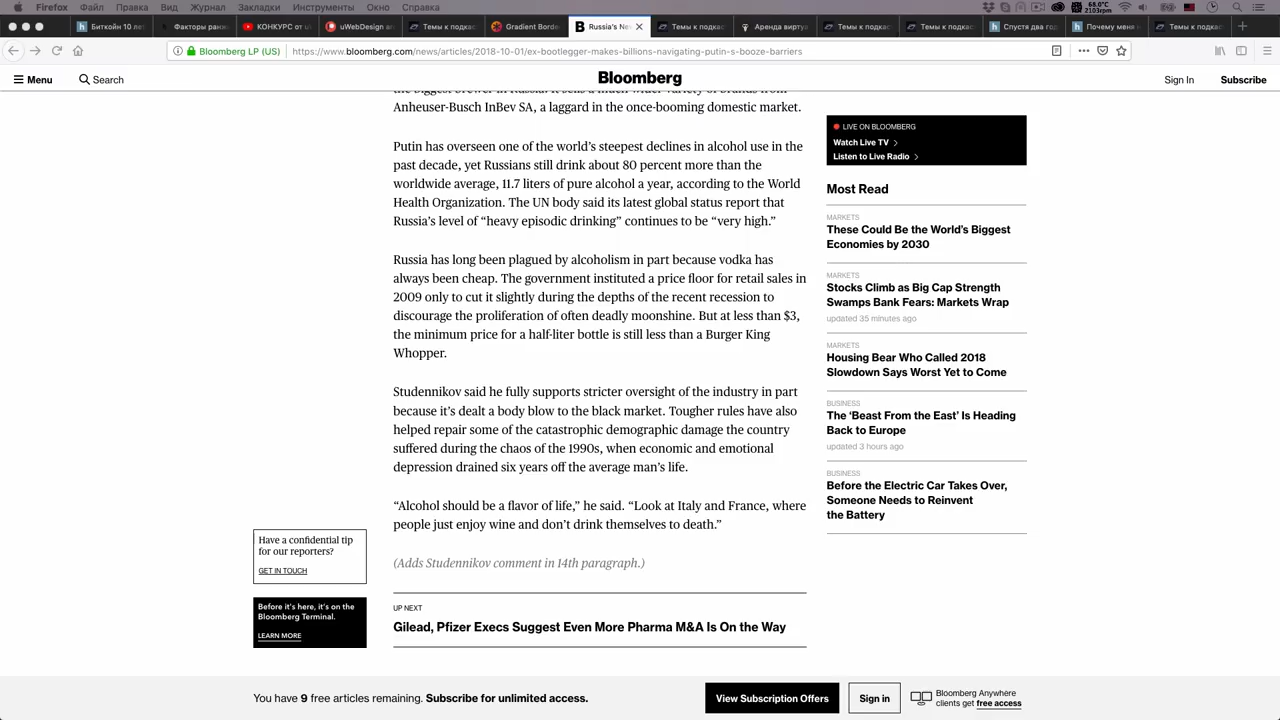 Firefox Файл Правка Вид Журнал Закладки Инструменты Окно Справка
68.0°C
2103rpm
Биткойн 10 лет
Факторы ранж
КОНКУРС от u
uWebDesign
Темы к подкас
Gradient Borde
Russia's Ne
Темы к подкас
Аренда виртуа
Темы к подкас
Темы к подкас
Спустя два год
Почему меня
Темы к подкас
Bloomberg LP (US) https://www.bloomberg.com/news/articles/2018-10-01/ex-bootlegger-makes-billions-navigating-putin-s-booze-barriers
Menu Search Bloomberg Sign In Subscribe
the biggest brewer in Russia. It sells a much wider variety of brands from
Anheuser-Busch InBev SA, a laggard in the once-booming domestic market.
Putin has overseen one of the world’s steepest declines in alcohol use in the
past decade, yet Russians still drink about 80 percent more than the
worldwide average, 11.7 liters of pure alcohol a year, according to the World
Health Organization. The UN body said its latest global status report that
Russia’s level of “heavy episodic drinking” continues to be “very high.”
Russia has long been plagued by alcoholism in part because vodka has
always been cheap. The government instituted a price floor for retail sales in
2009 only to cut it slightly during the depths of the recent recession to
discourage the proliferation of often deadly moonshine. But at less than $3,
the minimum price for a half-liter bottle is still less than a Burger King
Whopper.
Studennikov said he fully supports stricter oversight of the industry in part
because it’s dealt a body blow to the black market. Tougher rules have also
helped repair some of the catastrophic demographic damage the country
suffered during the chaos of the 1990s, when economic and emotional
depression drained six years off the average man’s life.
“Alcohol should be a flavor of life,” he said. “Look at Italy and France, where
people just enjoy wine and don’t drink themselves to death.”
(Adds Studennikov comment in 14th paragraph.)
UP NEXT
Gilead, Pfizer Execs Suggest Even More Pharma M&A Is On the Way
LIVE ON BLOOMBERG
Watch Live TV
Listen to Live Radio
Most Read
MARKETS
These Could Be the World’s Biggest
Economies by 2030
MARKETS
Stocks Climb as Big Cap Strength
Swamps Bank Fears: Markets Wrap
updated 35 minutes ago
MARKETS
Housing Bear Who Called 2018
Slowdown Says Worst Yet to Come
BUSINESS
The ‘Beast From the East’ Is Heading
Back to Europe
updated 3 hours ago
BUSINESS
Before the Electric Car Takes Over,
Someone Needs to Reinvent
the Battery
Have a confidential tip
for our reporters?
GET IN TOUCH
Before it’s here, it’s on the
Bloomberg Terminal.
LEARN MORE
You have 9 free articles remaining. Subscribe for unlimited access.
View Subscription Offers
Sign in
Bloomberg Anywhere
clients get free access